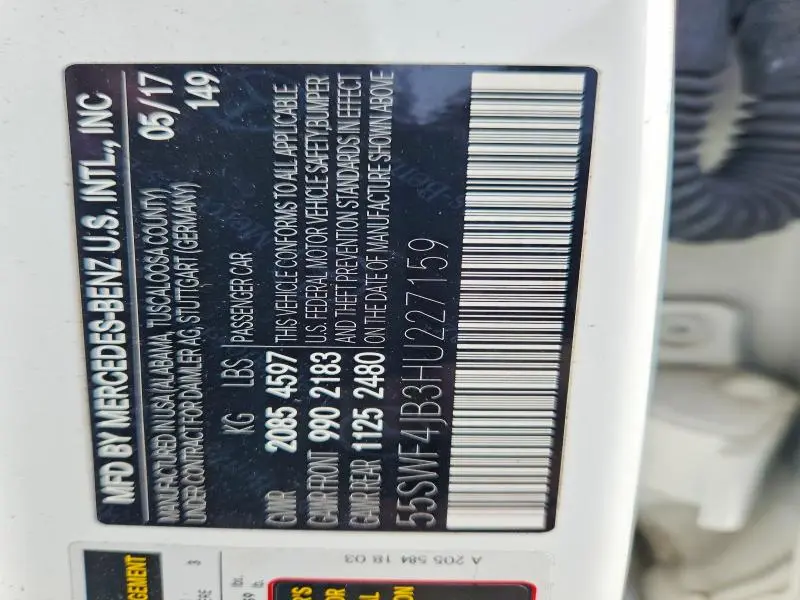 MFD BY MERCEDES-BENZ U.S. INTL., INC
MANUFACTURED IN USA (ALABAMA, TUSCALOOSA COUNTY) 05/17
UNDER CONTRACT FOR DAIMLER AG, STUTTGART (GERMANY) 149
KG LBS PASSENGER CAR
GVWR 2085 4597 THIS VEHICLE CONFORMS TO ALL APPLICABLE
GAWR FRONT 990 2183 U.S. FEDERAL MOTOR VEHICLE SAFETY,BUMPER
AND THEFT PREVENTION STANDARDS IN EFFECT
GAWR REAR 1125 2480 ON THE DATE OF MANUFACTURE SHOWN ABOVE
55SWF4JB3HU227159
A 205 584 18 03
3
lbs.